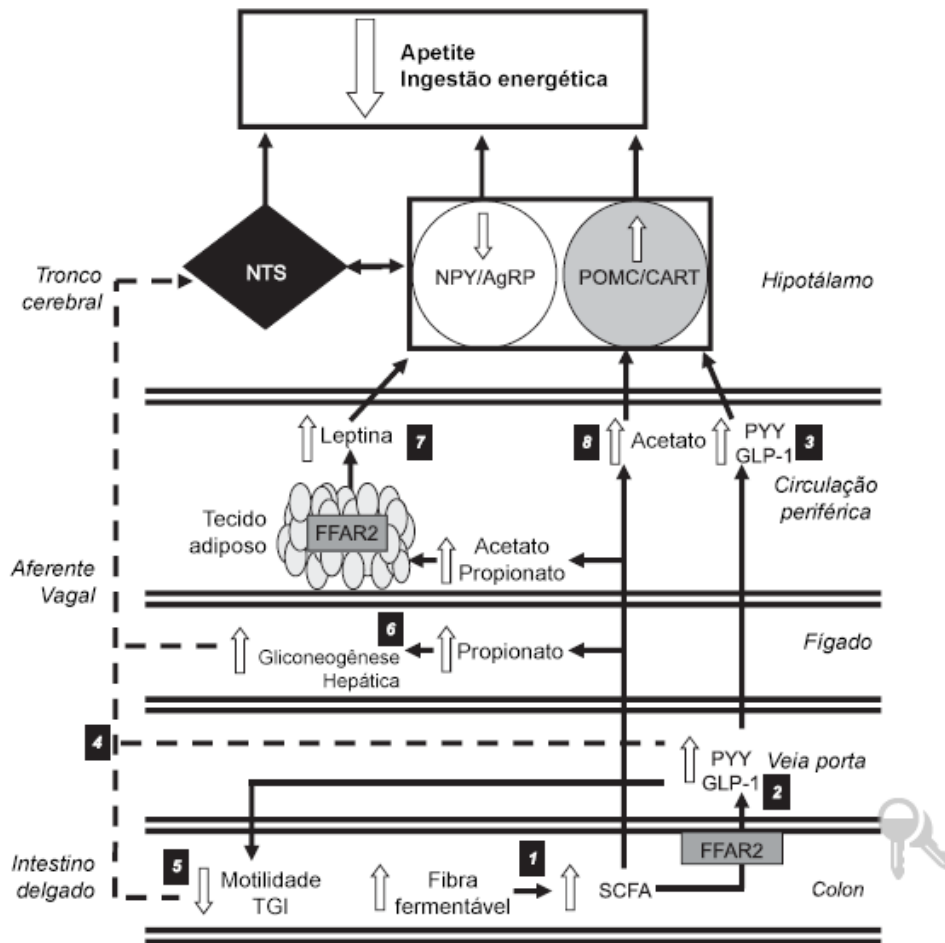 Apetite
Ingestão energética
Tronco
cerebral
NTS
NPY/AgRP
POMC/CART
Hipotálamo
Leptina
7
8
Acetato
PYY
GLP-1
3
Circulação
periférica
Tecido
adiposo
FFAR2
Acetato
Propionato
Aferente
Vagal
6
Gliconeogênese
Hepática
Propionato
Fígado
4
PYY
GLP-1
Veia porta
2
FFAR2
Intestino
delgado
5
Motilidade
TGI
Fibra
fermentável
1
SCFA
Colon